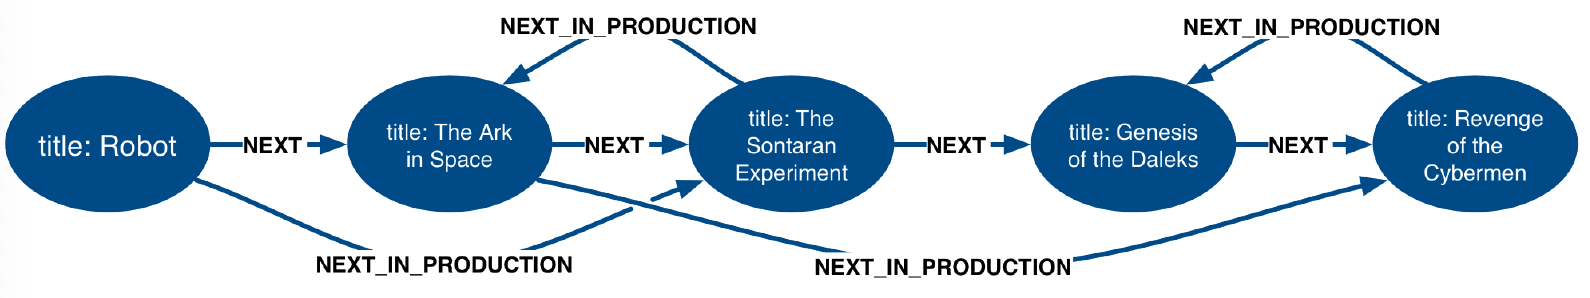 NEXT_IN_PRODUCTION
NEXT_IN_PRODUCTION
title: Robot
NEXT
title: The Ark
in Space
NEXT
title: The
Sontaran
Experiment
NEXT
title: Genesis
of the Daleks
NEXT
title: Revenge
of the
Cybermen
NEXT_IN_PRODUCTION
NEXT_IN_PRODUCTION